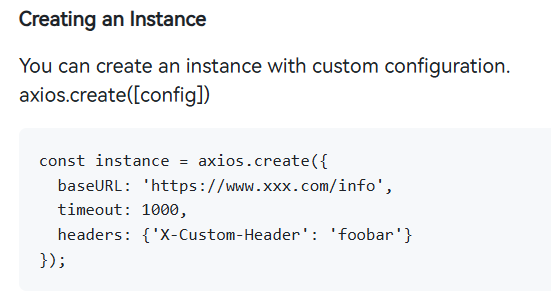 Creating an Instance
You can create an instance with custom configuration.
axios.create([config])
const instance = axios.create({
  baseURL: 'https://www.xxx.com/info',
  timeout: 1000,
  headers: {'X-Custom-Header': 'foobar'}
});